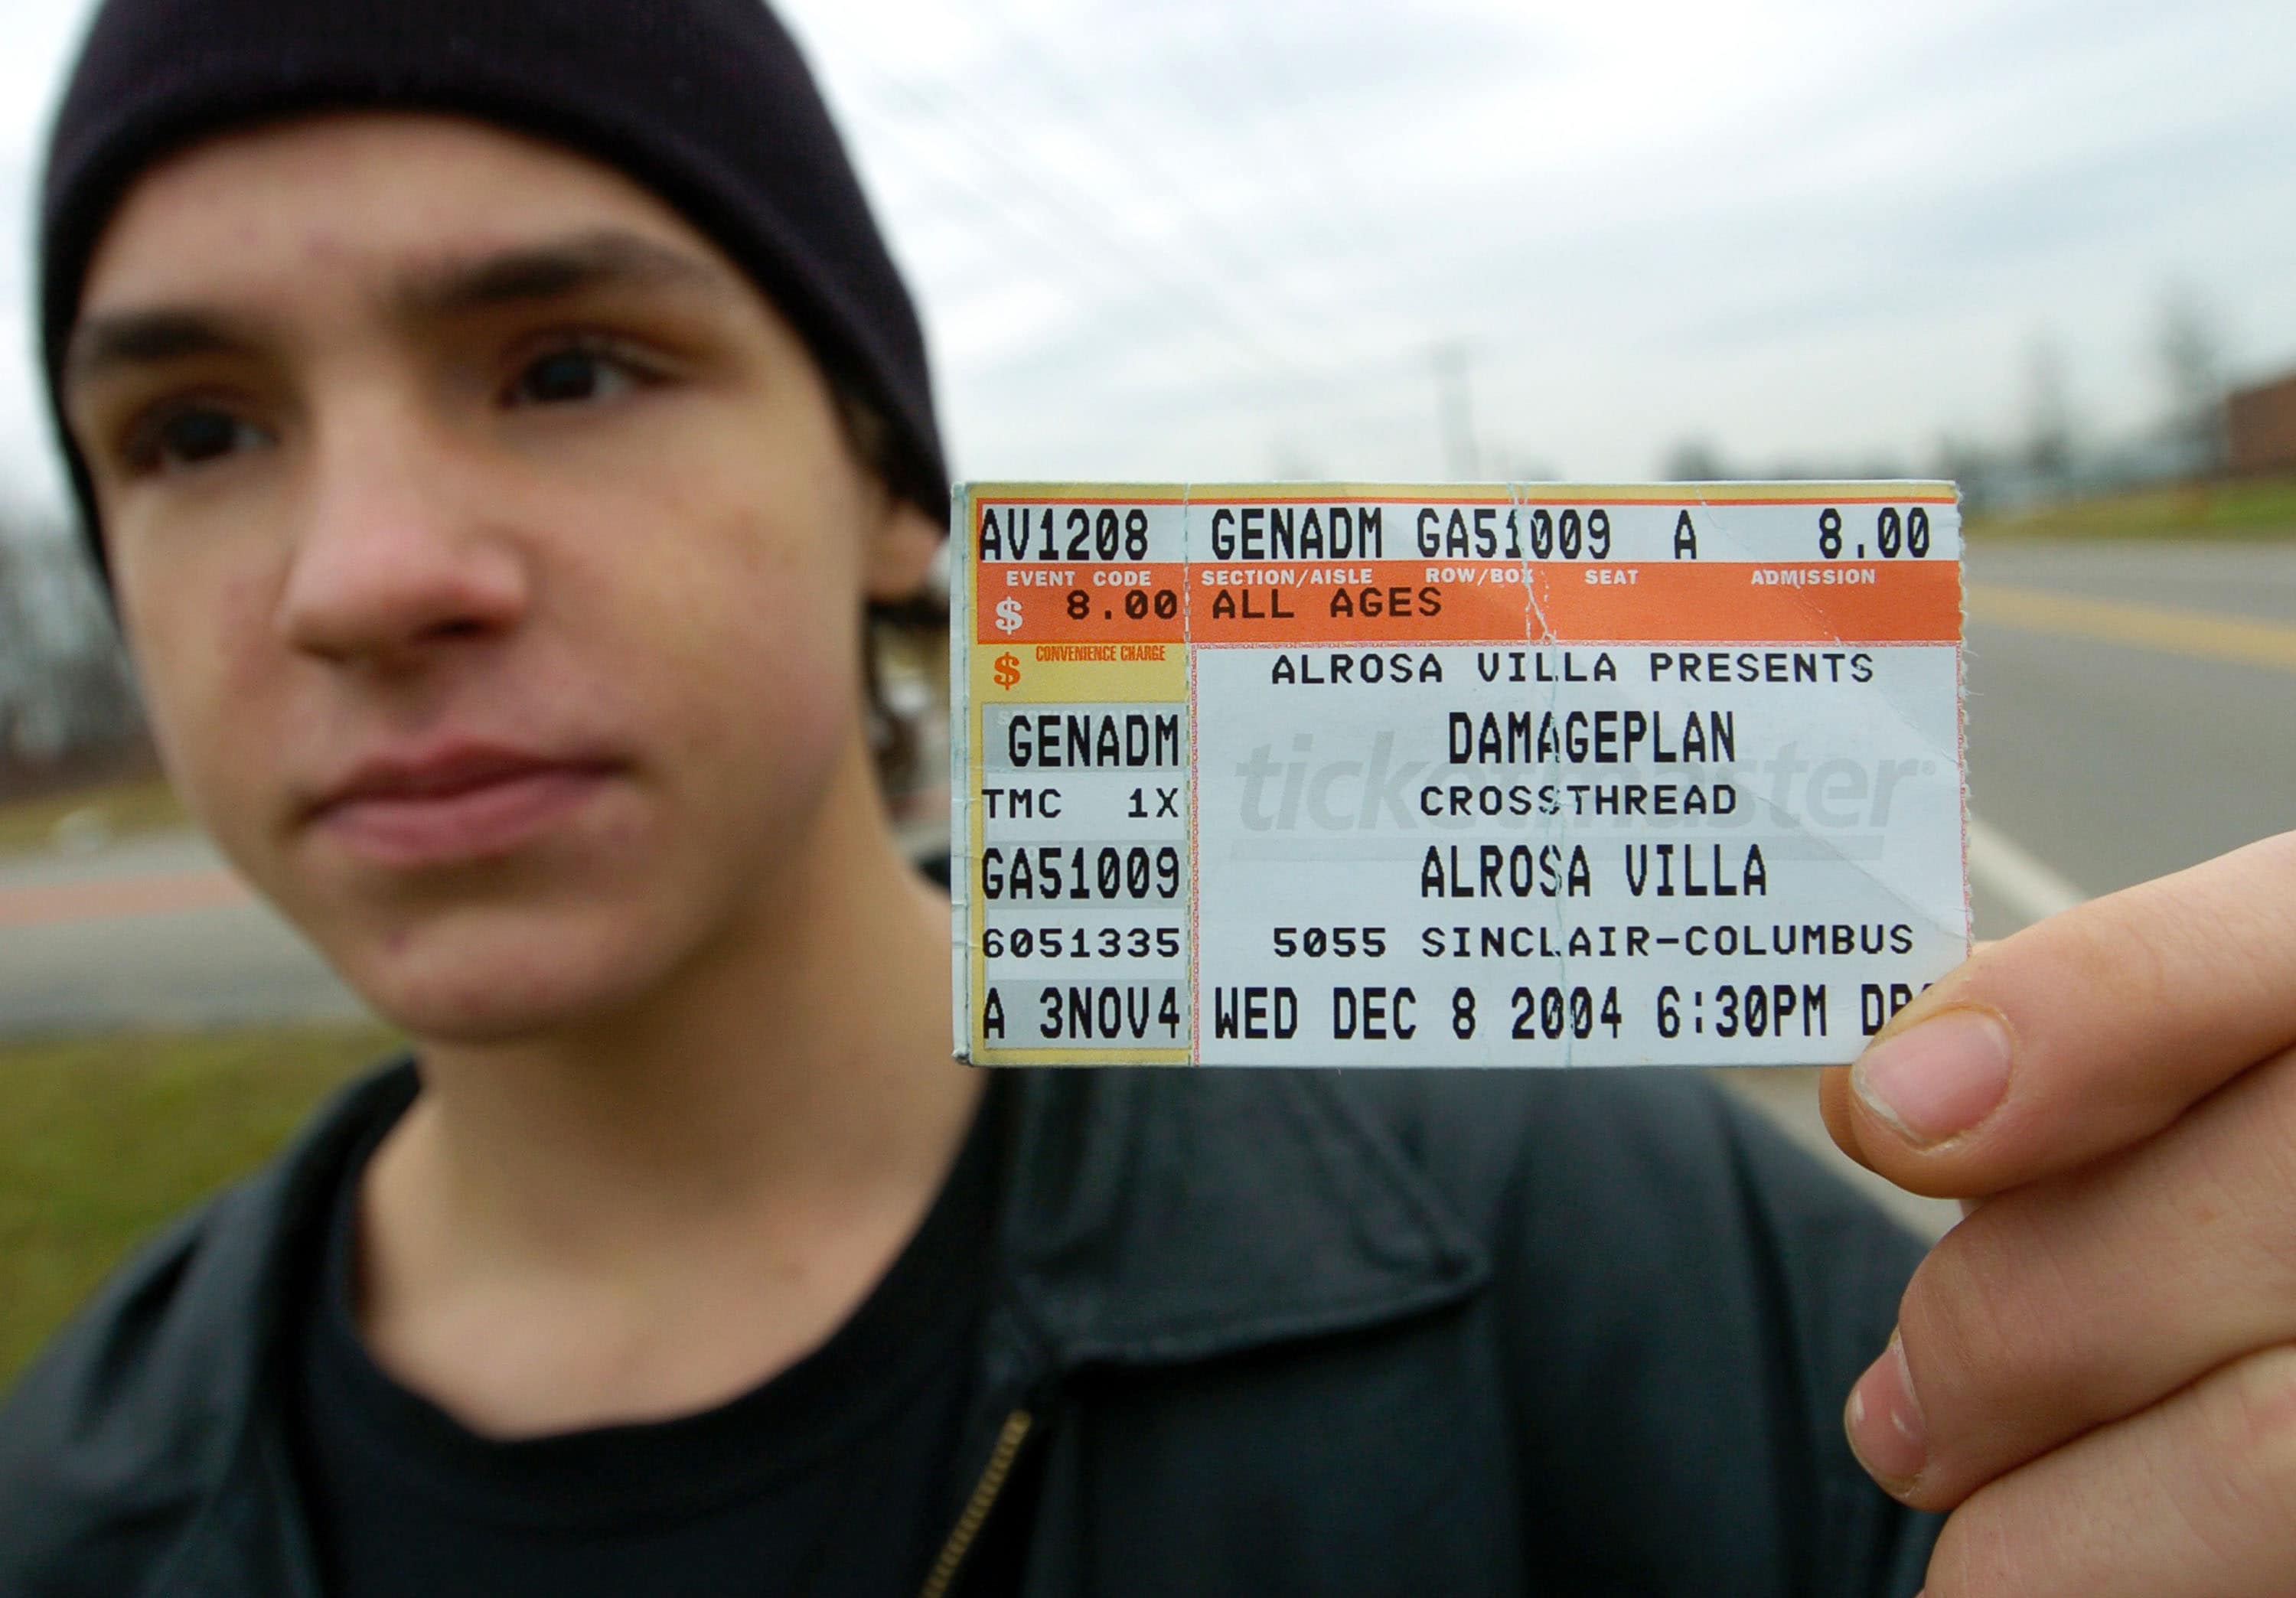 AV1208 GENADM GA51009 A 8.00
EVENT CODE SECTION/AISLE ROW/BOX SEAT ADMISSION
$ 8.00 ALL AGES
$ CONVENIENCE CHARGE
ALROSA VILLA PRESENTS
GENADM DAMAGEPLAN
ticketmaster
TMC 1X CROSSTHREAD
GA51009 ALROSA VILLA
6051335 5055 SINCLAIR-COLUMBUS
A 3NOV4 WED DEC 8 2004 6:30PM